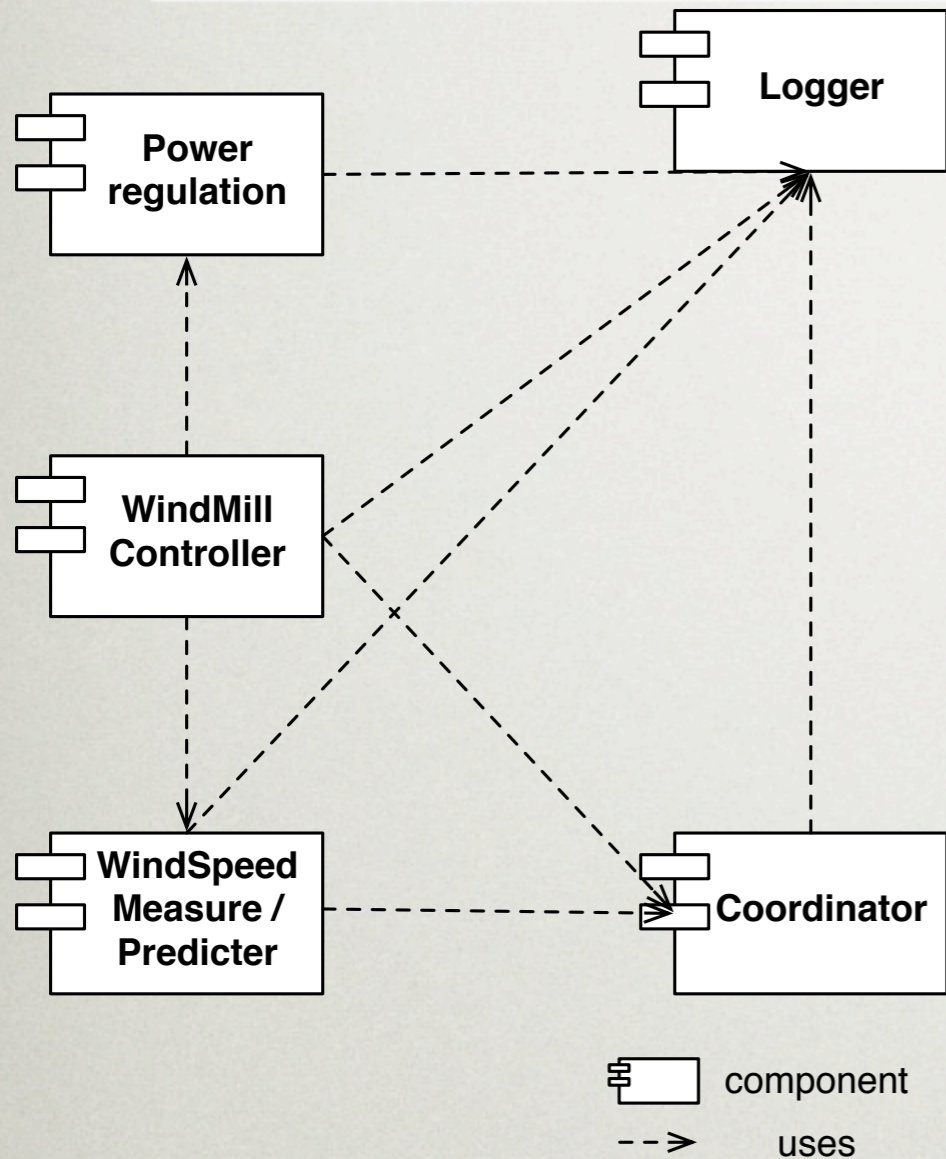 Logger
Power
regulation
WindMill
Controller
WindSpeed
Measure /
Predicter
Coordinator
component
uses